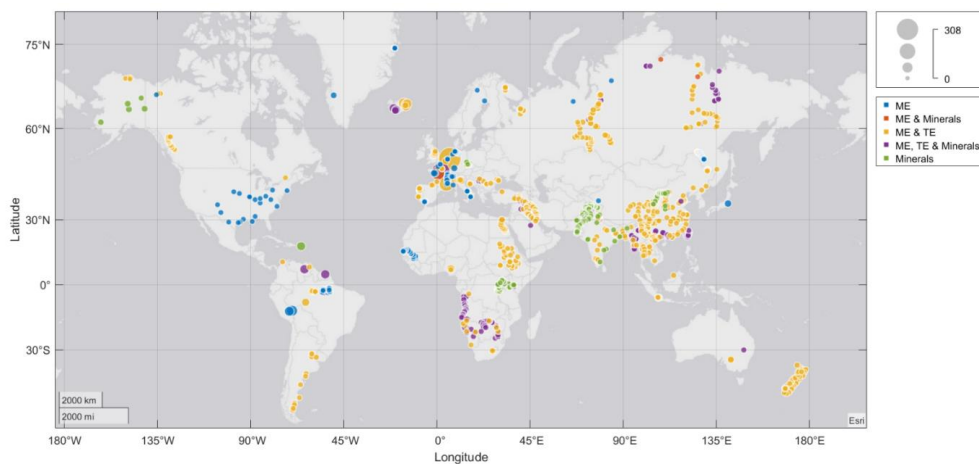 75°N
60°N
30°N
0°
30°S
Latitude
2000 km
2000 mi
Esri
180°W
135°W
90°W
45°W
0°
45°E
90°E
135°E
180°E
Longitude
308
0
ME
ME & Minerals
ME & TE
ME, TE & Minerals
Minerals